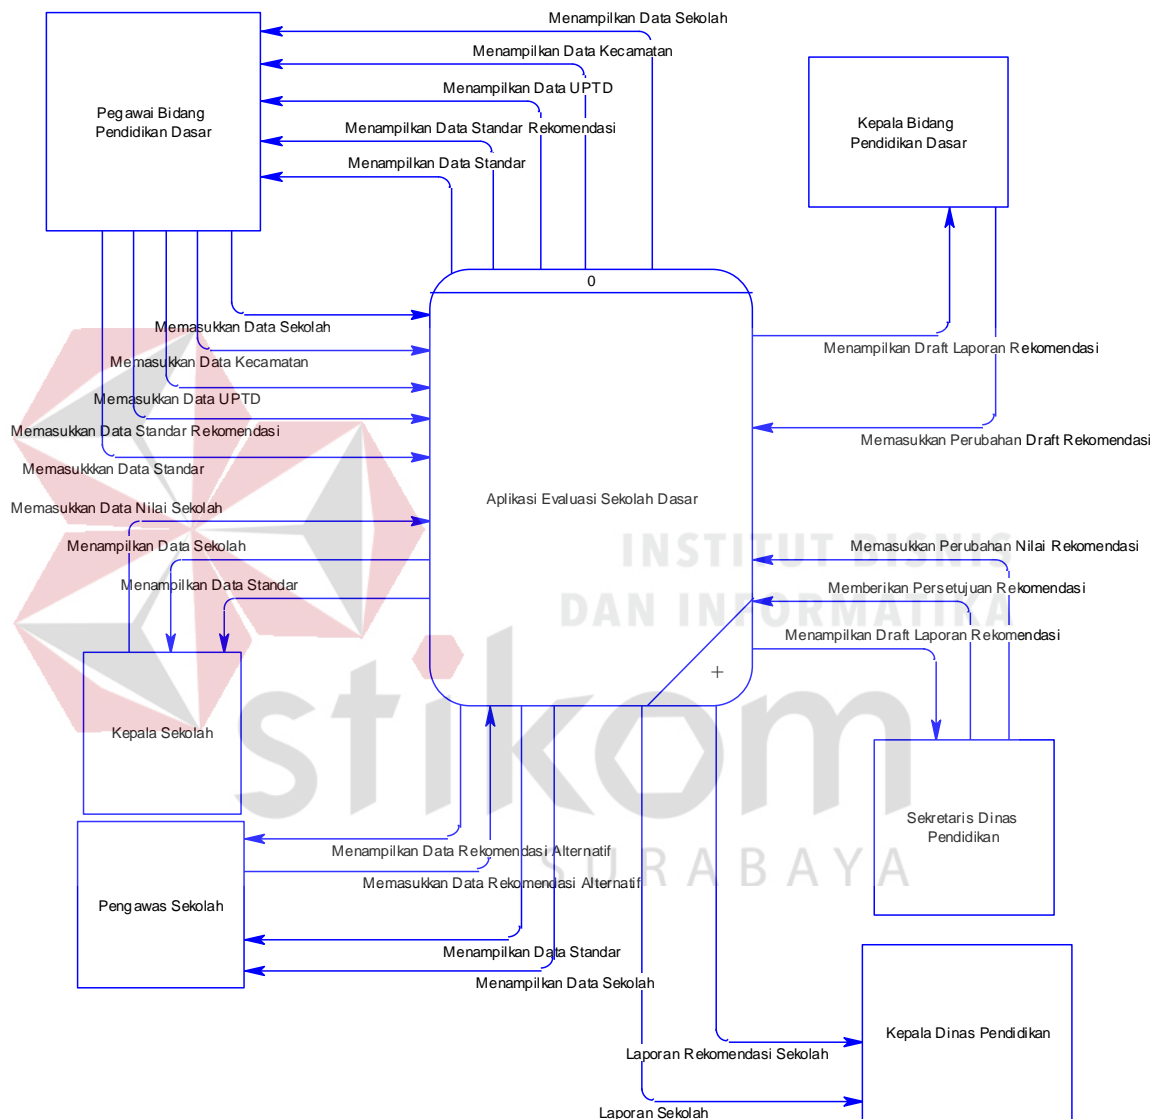 Menampilkan Data Sekolah
Menampilkan Data Kecamatan
Menampilkan Data UPTD
Menampilkan Data Standar Rekomendasi
Menampilkan Data Standar
Pegawai Bidang
Pendidikan Dasar
Kepala Bidang
Pendidikan Dasar
0
Memasukkan Data Sekolah
Memasukkan Data Kecamatan
Memasukkan Data UPTD
Memasukkan Data Standar Rekomendasi
Memasukkkan Data Standar
Menampilkan Draft Laporan Rekomendasi
Memasukkan Perubahan Draft Rekomendasi
Aplikasi Evaluasi Sekolah Dasar
Memasukkan Data Nilai Sekolah
Menampilkan Data Sekolah
Menampilkan Data Standar
INSTITUT BISNIS
DAN INFORMATIKA
Memasukkan Perubahan Nilai Rekomendasi
Memberikan Persetujuan Rekomendasi
Menampilkan Draft Laporan Rekomendasi
+
stikom
SURABAYA
Kepala Sekolah
Sekretaris Dinas
Pendidikan
Menampilkan Data Rekomendasi Alternatif
Memasukkan Data Rekomendasi Alternatif
Pengawas Sekolah
Menampilkan Data Standar
Menampilkan Data Sekolah
Kepala Dinas Pendidikan
Laporan Rekomendasi Sekolah
Laporan Sekolah